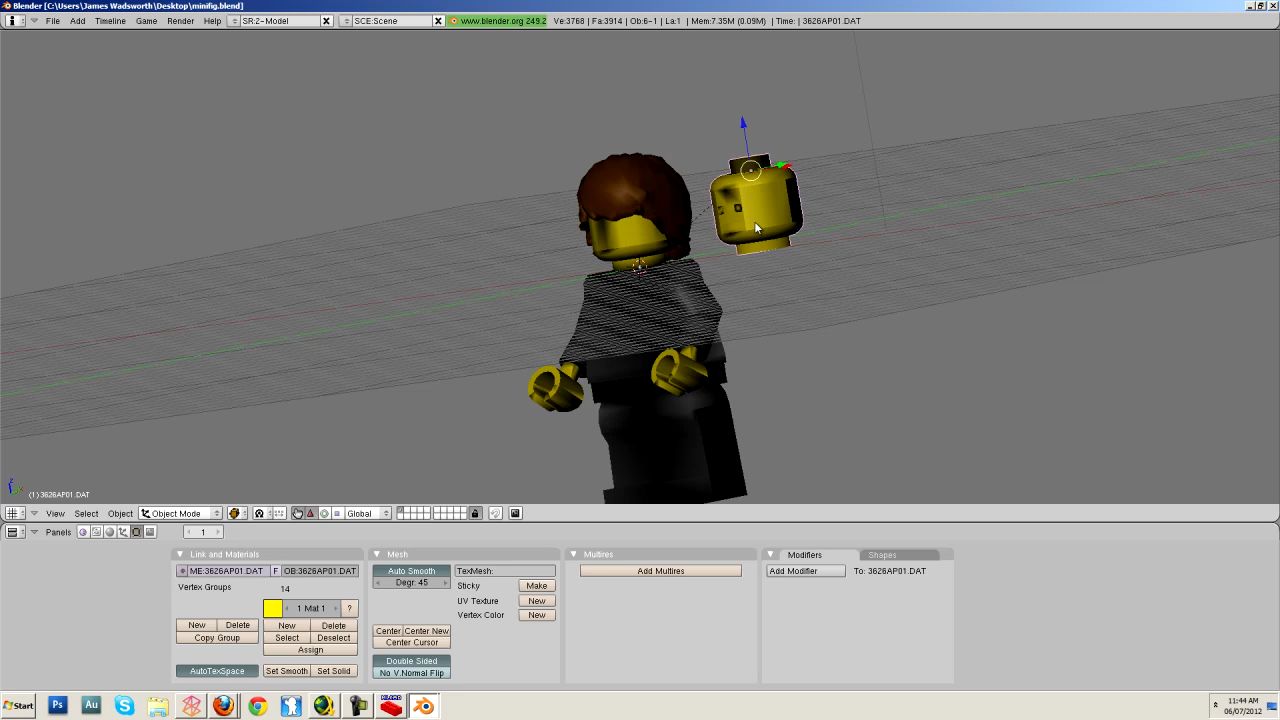 Blender [C:\Users\James Wadsworth\Desktop\minifig.blend]
File Add Timeline Game Render Help SR:2-Model SCE:Scene www.blender.org 249.2 Ve:3768 | Fa:3914 | Ob:6-1 | La:1 | Mem:7.35M (0.09M) | Time: | 3626AP01.DAT
(1) 3626AP01.DAT
View Select Object Object Mode Global
Panels 1
Link and Materials Mesh Multires Modifiers Shapes
ME:3626AP01.DAT F OB:3626AP01.DAT Auto Smooth TexMesh: Add Multires Add Modifier To: 3626AP01.DAT
Degr: 45
Vertex Groups 14 Sticky Make
1 Mat 1 ? UV Texture New
Vertex Color New
New Delete New Delete
Center Center New
Copy Group Select Deselect Center Cursor
Assign
Double Sided
AutoTexSpace Set Smooth Set Solid No V.Normal Flip
Start Ps Au 11:44 AM
06/07/2012